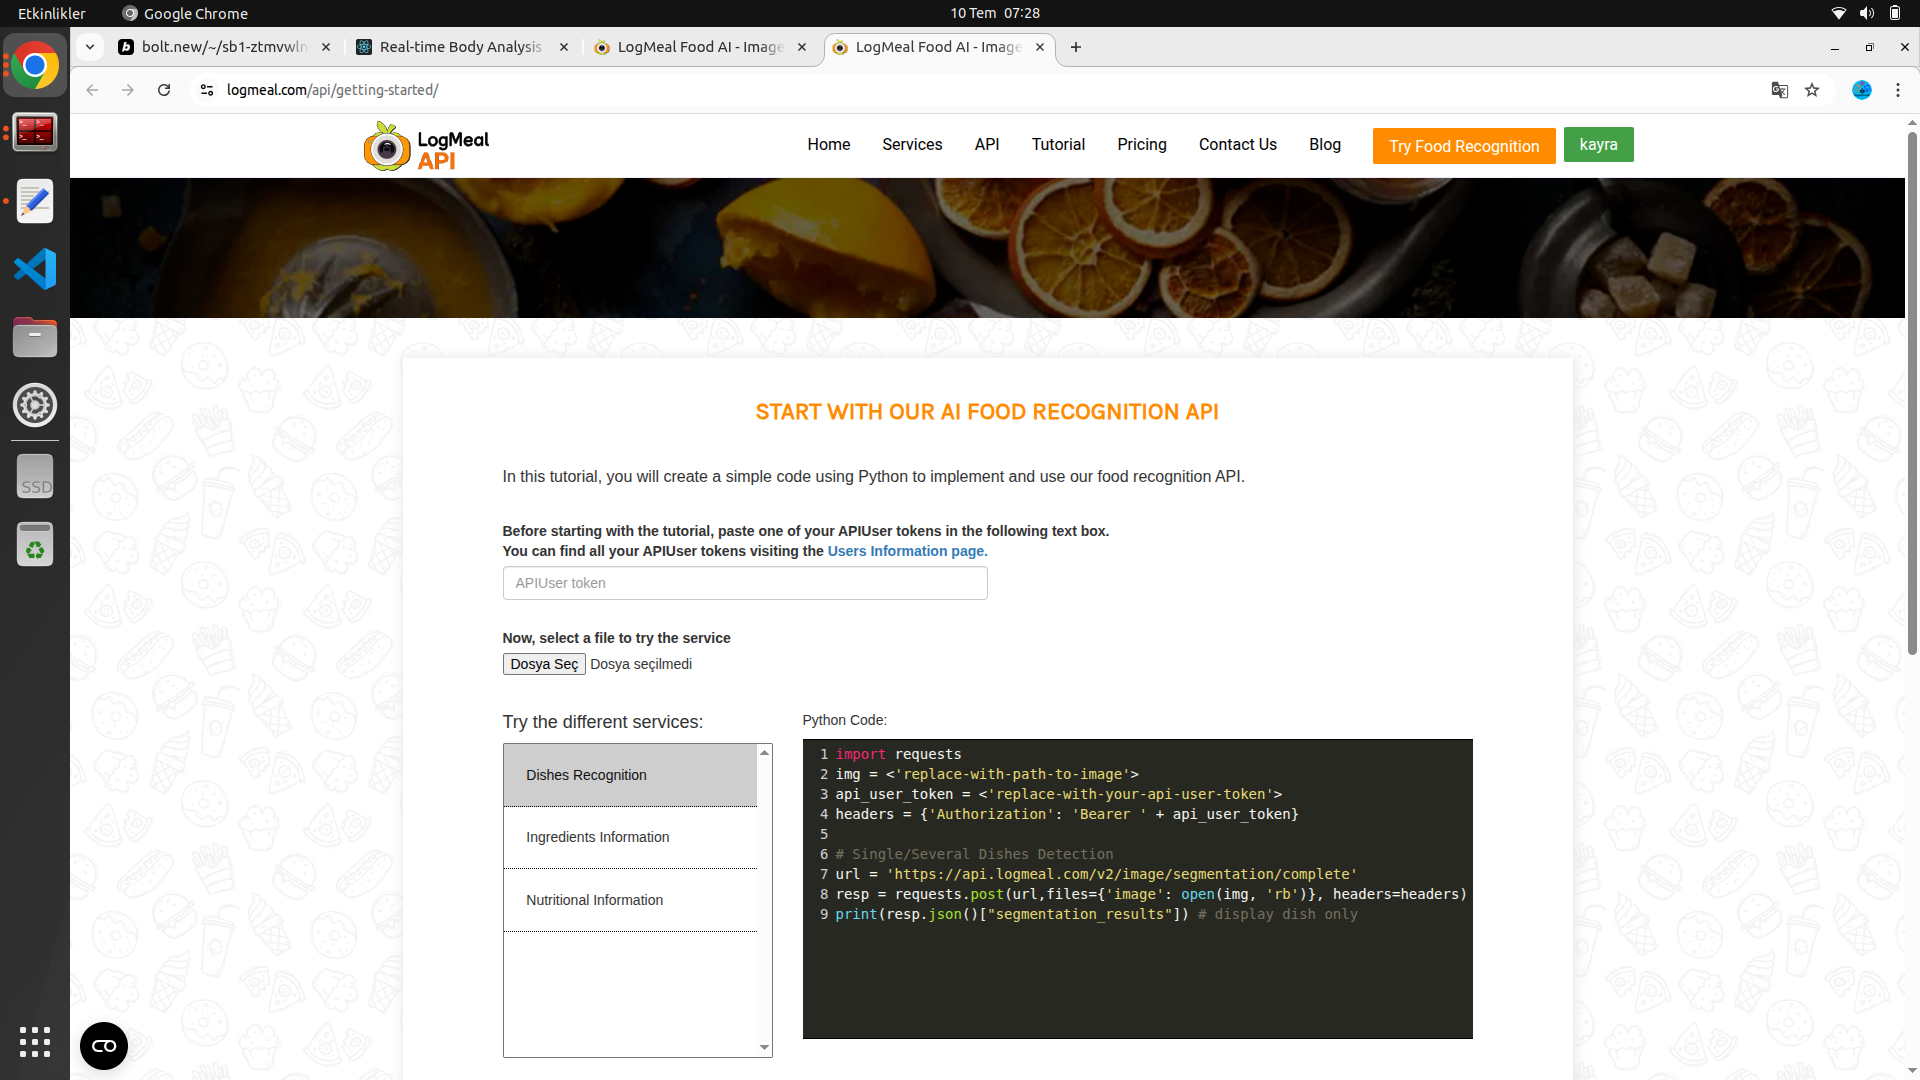 Etkinlikler
Google Chrome
10 Tem 07:28
bolt.new/~/sb1-ztmvwln
Real-time Body Analysis
LogMeal Food AI - Image
LogMeal Food AI - Image
logmeal.com/api/getting-started/
LogMeal
API
Home
Services
API
Tutorial
Pricing
Contact Us
Blog
Try Food Recognition
kayra
START WITH OUR AI FOOD RECOGNITION API
In this tutorial, you will create a simple code using Python to implement and use our food recognition API.
Before starting with the tutorial, paste one of your APIUser tokens in the following text box.
You can find all your APIUser tokens visiting the Users Information page.
APIUser token
Now, select a file to try the service
Dosya Seç Dosya seçilmedi
Try the different services:
Dishes Recognition
Ingredients Information
Nutritional Information
Python Code:
1 import requests
2 img = <'replace-with-path-to-image'>
3 api_user_token = <'replace-with-your-api-user-token'>
4 headers = {'Authorization': 'Bearer ' + api_user_token}
5
6 # Single/Several Dishes Detection
7 url = 'https://api.logmeal.com/v2/image/segmentation/complete'
8 resp = requests.post(url,files={'image': open(img, 'rb')}, headers=headers)
9 print(resp.json()["segmentation_results"]) # display dish only
SSD